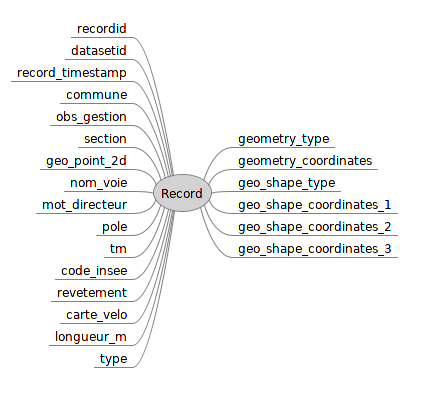 recordid
datasetid
record_timestamp
commune
obs_gestion
section
geo_point_2d
nom_voie
mot_directeur
pole
tm
code_insee
revetement
carte_velo
longueur_m
type
Record
geometry_type
geometry_coordinates
geo_shape_type
geo_shape_coordinates_1
geo_shape_coordinates_2
geo_shape_coordinates_3